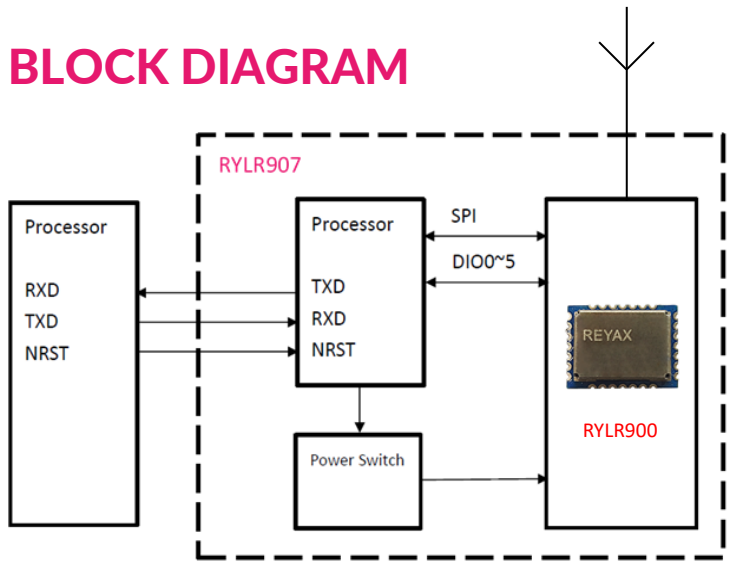 BLOCK DIAGRAM
RYLR907
Processor
RXD
TXD
NRST
Processor
TXD
RXD
NRST
SPI
DIO0~5
Power Switch
REYAX
RYLR900